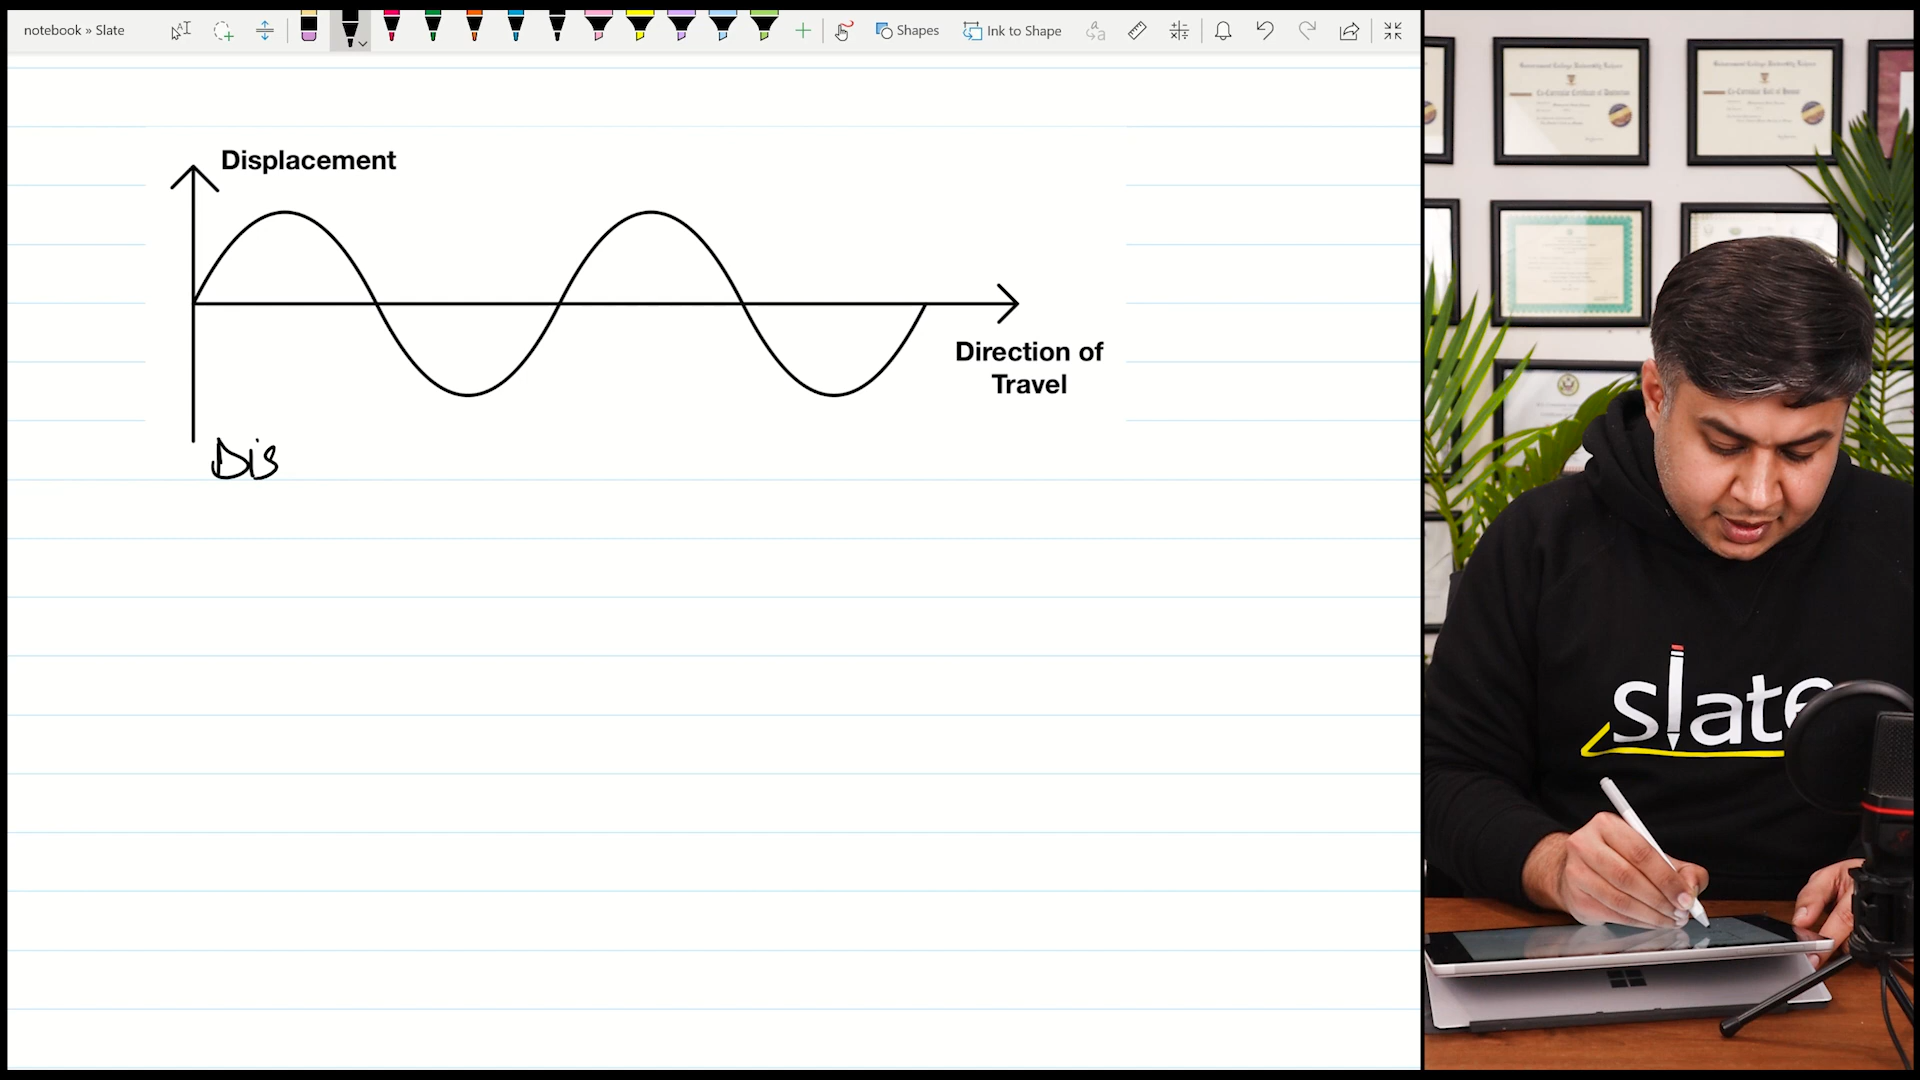 notebook » Slate
Shapes
Ink to Shape
Displacement
Direction of
Travel
Dis
slate